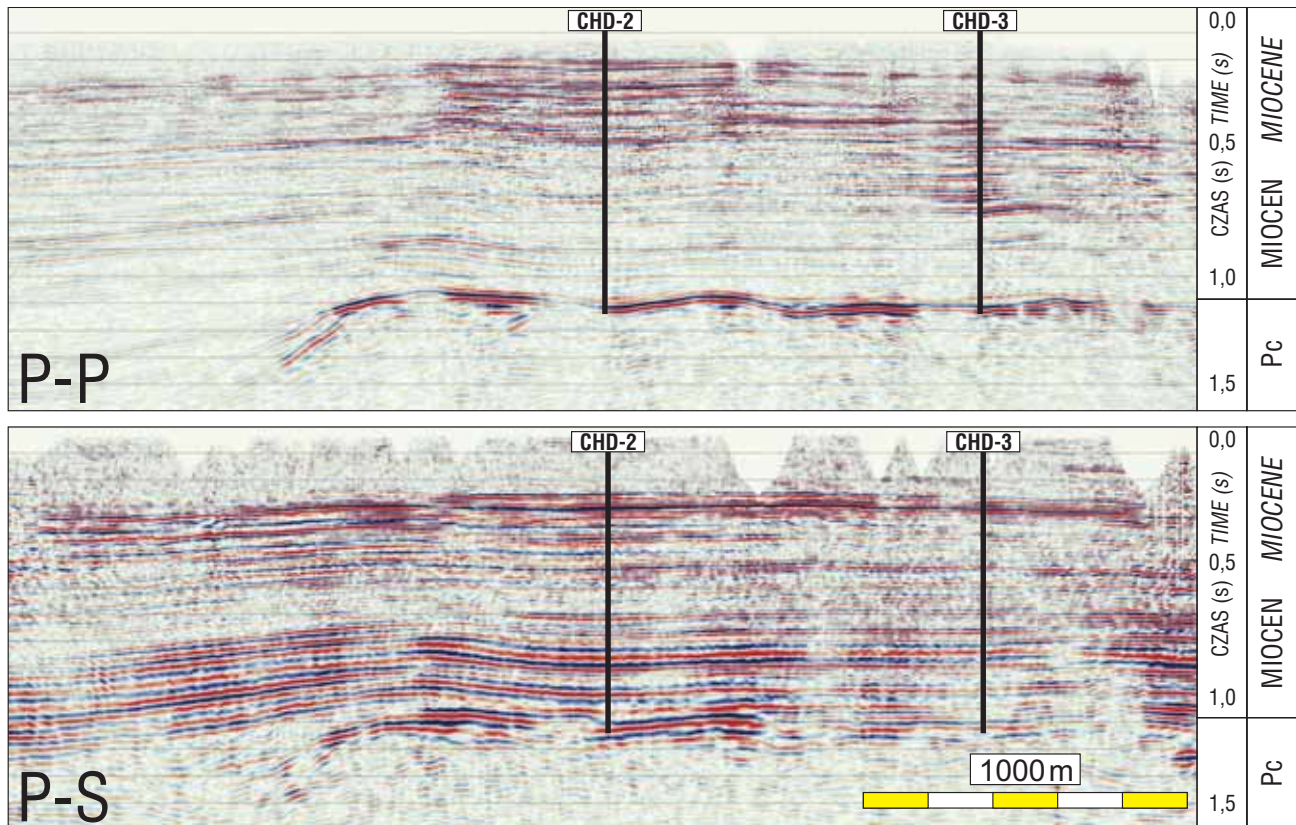 CHD-2
CHD-3
0,0
0,5
1,0
1,5
CZAS (s) TIME (s)
MIOCEN MIOCENE
Pc
P-P
CHD-2
CHD-3
0,0
0,5
1,0
1,5
CZAS (s) TIME (s)
MIOCEN MIOCENE
Pc
P-S
1000 m